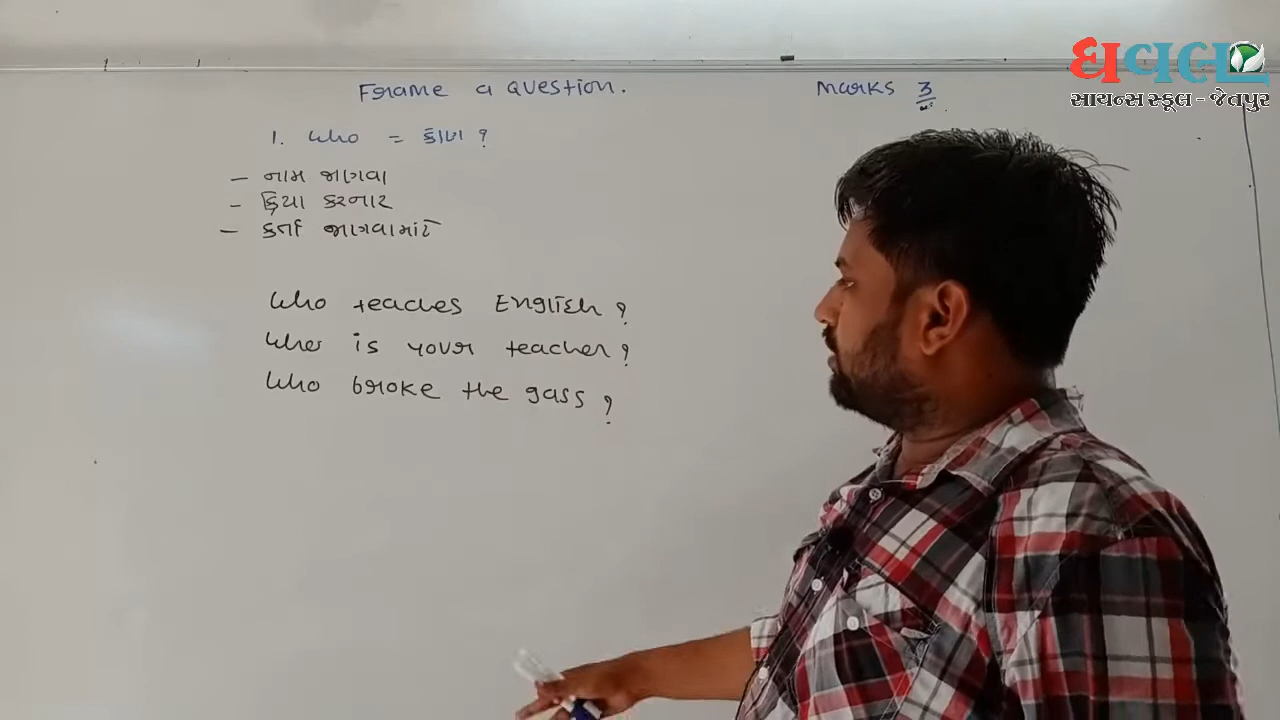 Frame a Question.
Marks 3
ધવલ
સાયન્સ સ્કૂલ - જેતપુર
1. Who = કોણ ?
- નામ જાણવા
- ક્રિયા કરનાર
- કર્તા જાણવા માટે
Who teaches English ?
Who is your teacher ?
Who broke the gass ?